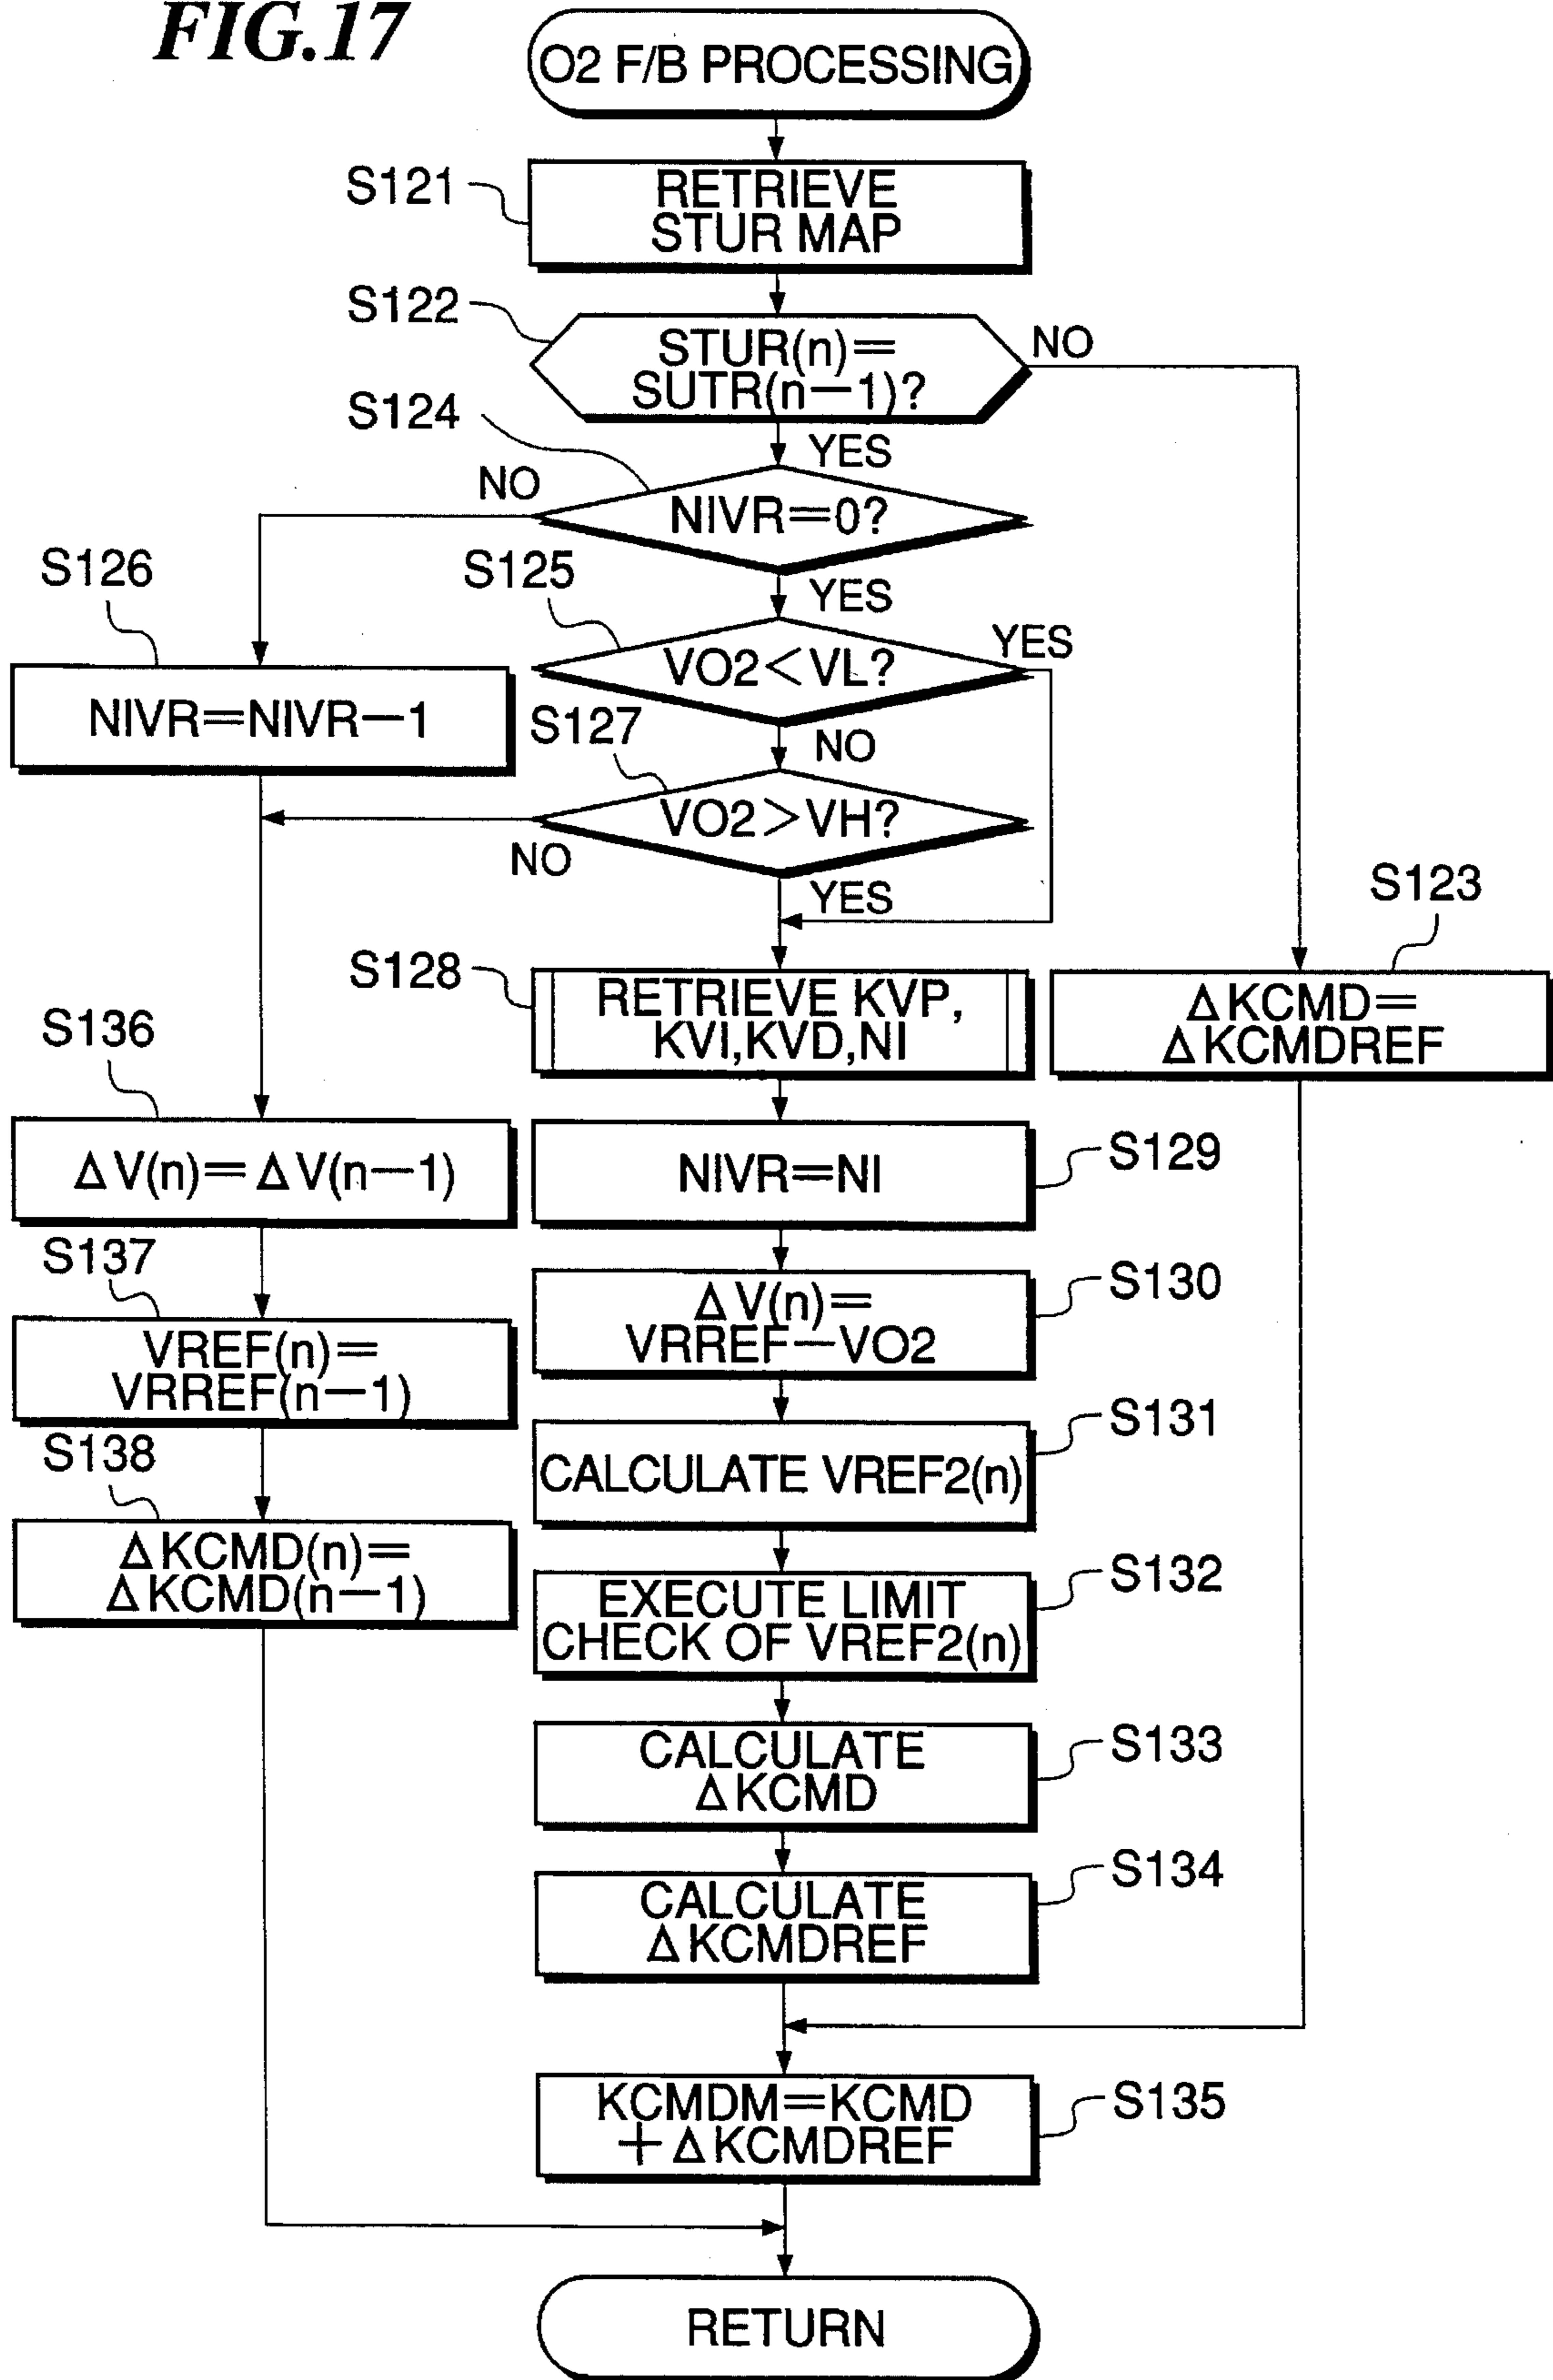 FIG.17
O2 F/B PROCESSING
S121
RETRIEVE
STUR MAP
S122
STUR(n)=
SUTR(n−1)?
NO
YES
S124
NIVR=0?
NO
YES
S126
NIVR=NIVR−1
S125
VO2<VL?
YES
NO
S127
VO2>VH?
NO
YES
S123
ΔKCMD=
ΔKCMDREF
S128
RETRIEVE KVP,
KVI,KVD,NI
S136
ΔV(n)=ΔV(n−1)
NIVR=NI
S129
S137
VREF(n)=
VRREF(n−1)
ΔV(n)=
VRREF−VO2
S130
CALCULATE VREF2(n)
S131
S138
ΔKCMD(n)=
ΔKCMD(n−1)
EXECUTE LIMIT
CHECK OF VREF2(n)
S132
CALCULATE
ΔKCMD
S133
CALCULATE
ΔKCMDREF
S134
KCMDM=KCMD
+ΔKCMDREF
S135
RETURN